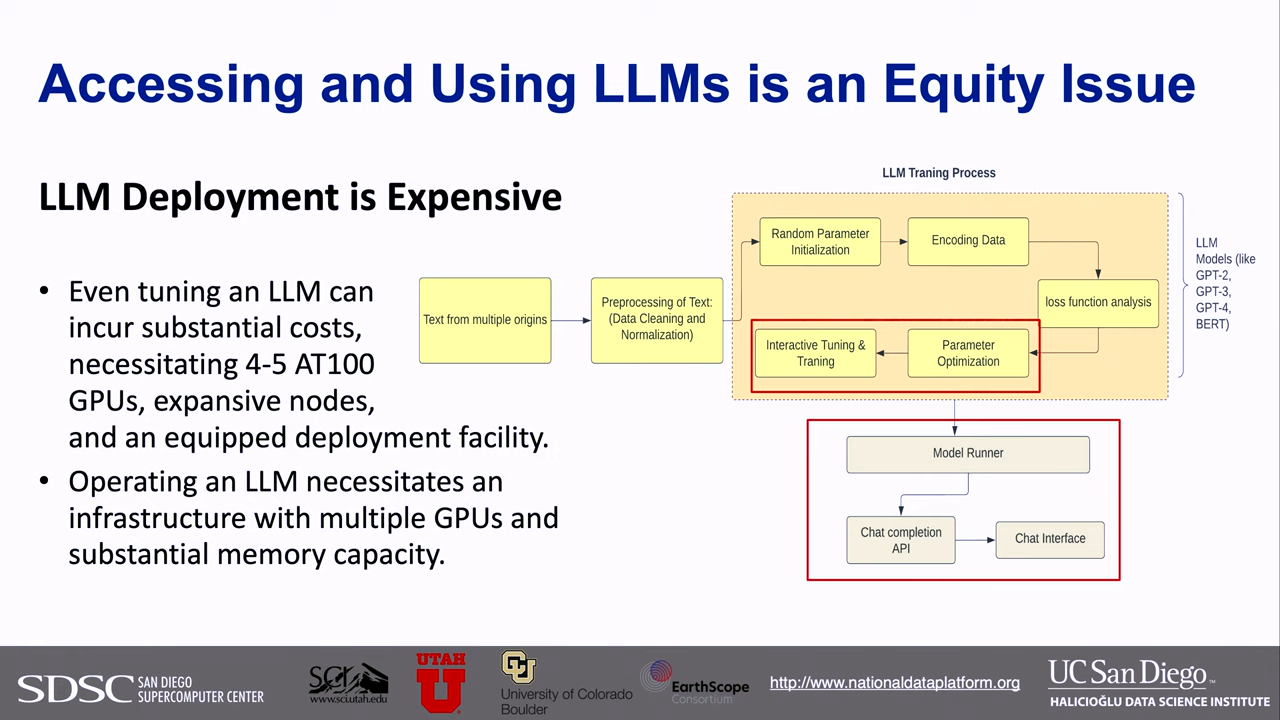 Accessing and Using LLMs is an Equity Issue
LLM Deployment is Expensive
• Even tuning an LLM can
incur substantial costs,
necessitating 4-5 AT100
GPUs, expansive nodes,
and an equipped deployment facility.
• Operating an LLM necessitates an
infrastructure with multiple GPUs and
substantial memory capacity.
LLM Traning Process
Text from multiple origins
Preprocessing of Text:
(Data Cleaning and
Normalization)
Random Parameter
Initialization
Encoding Data
loss function analysis
Parameter
Optimization
Interactive Tuning &
Traning
LLM
Models (like
GPT-2,
GPT-3,
GPT-4,
BERT)
Model Runner
Chat completion
API
Chat Interface
SDSC
SAN DIEGO
SUPERCOMPUTER CENTER
SCI
www.sci.utah.edu
UTAH
U
CU
University of Colorado
Boulder
EarthScope
Consortium
http://www.nationaldataplatform.org
UC San Diego
HALICIOĞLU DATA SCIENCE INSTITUTE